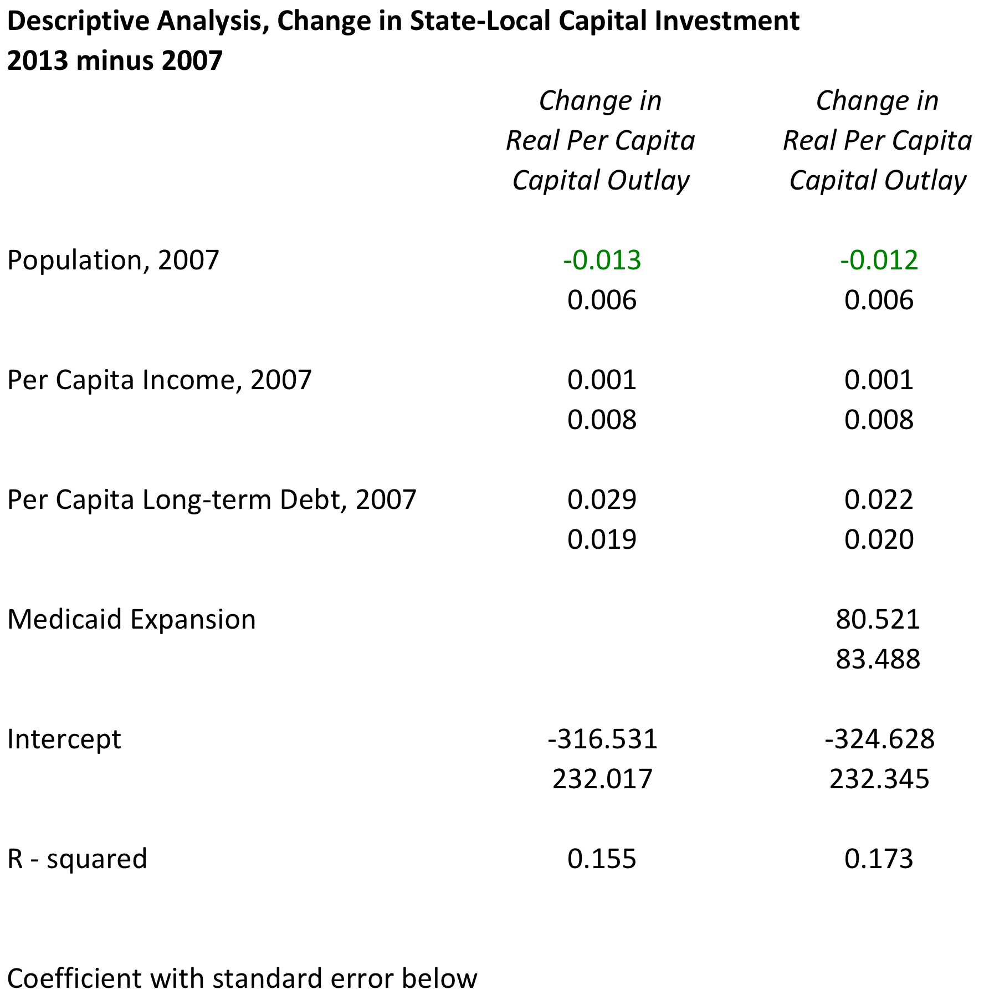 Descriptive Analysis, Change in State-Local Capital Investment
2013 minus 2007
Change in Change in
Real Per Capita Real Per Capita
Capital Outlay Capital Outlay
Population, 2007 -0.013 -0.012
0.006 0.006
Per Capita Income, 2007 0.001 0.001
0.008 0.008
Per Capita Long-term Debt, 2007 0.029 0.022
0.019 0.020
Medicaid Expansion 80.521
83.488
Intercept -316.531 -324.628
232.017 232.345
R - squared 0.155 0.173
Coefficient with standard error below